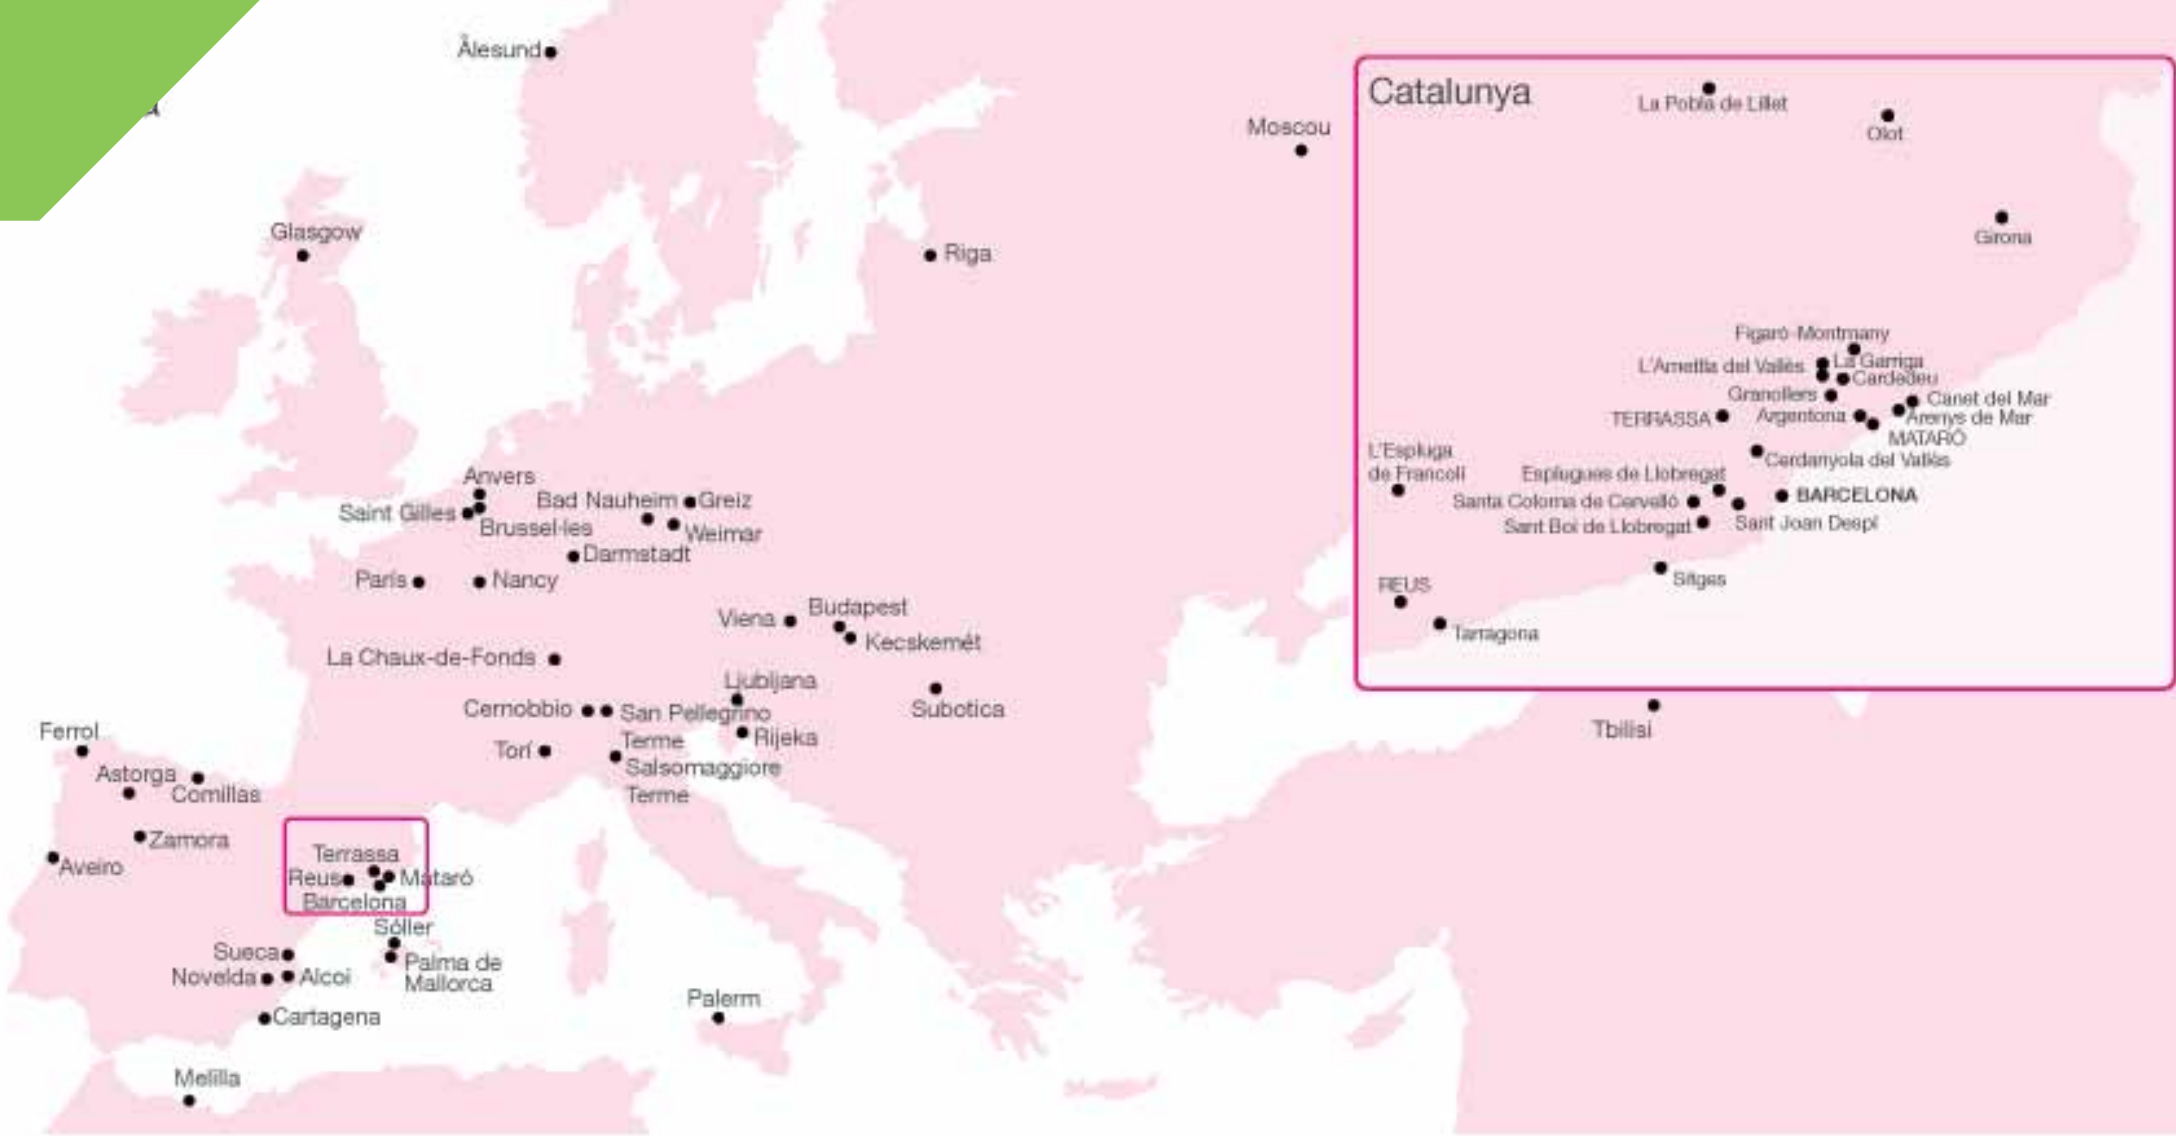 Ålesund
Catalunya
La Pobla de Lillet
Olot
Moscou
Glasgow
Riga
Girona
Figaró-Montmany
L'Ametlla del Vallès
La Garriga
Cardedeu
Granollers
Canet del Mar
TERRASSA
Argentona
Arenys de Mar
MATARÓ
L'Espluga
de Francolí
Cerdanyola del Vallès
Esplugues de Llobregat
Santa Coloma de Cervelló
BARCELONA
Sant Boi de Llobregat
Sant Joan Despí
Sitges
REUS
Tarragona
Anvers
Bad Nauheim
Greiz
Saint Gilles
Brussel·les
Weimar
Darmstadt
París
Nancy
Viena
Budapest
Kecskemét
La Chaux-de-Fonds
Ljubljana
Subotica
Cernobbio
San Pellegrino
Terme
Rijeka
Torí
Salsomaggiore
Terme
Tbilisi
Ferrol
Astorga
Comillas
Zamora
Aveiro
Terrassa
Reus
Mataró
Barcelona
Sóller
Sueca
Palma de
Mallorca
Novelda
Alcoi
Cartagena
Palerm
Melilla